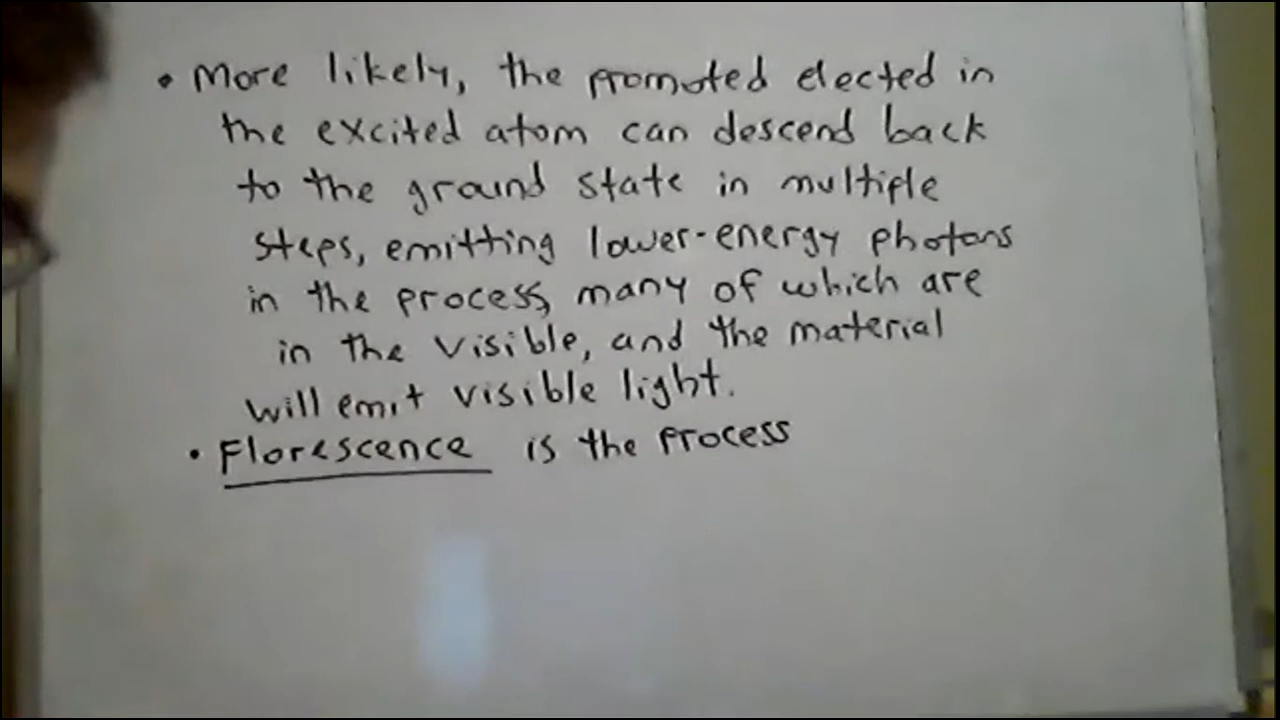 • More likely, the promoted elected in
the excited atom can descend back
to the ground state in multiple
steps, emitting lower-energy photons
in the process, many of which are
in the visible, and the material
will emit visible light.
• Florescence is the process